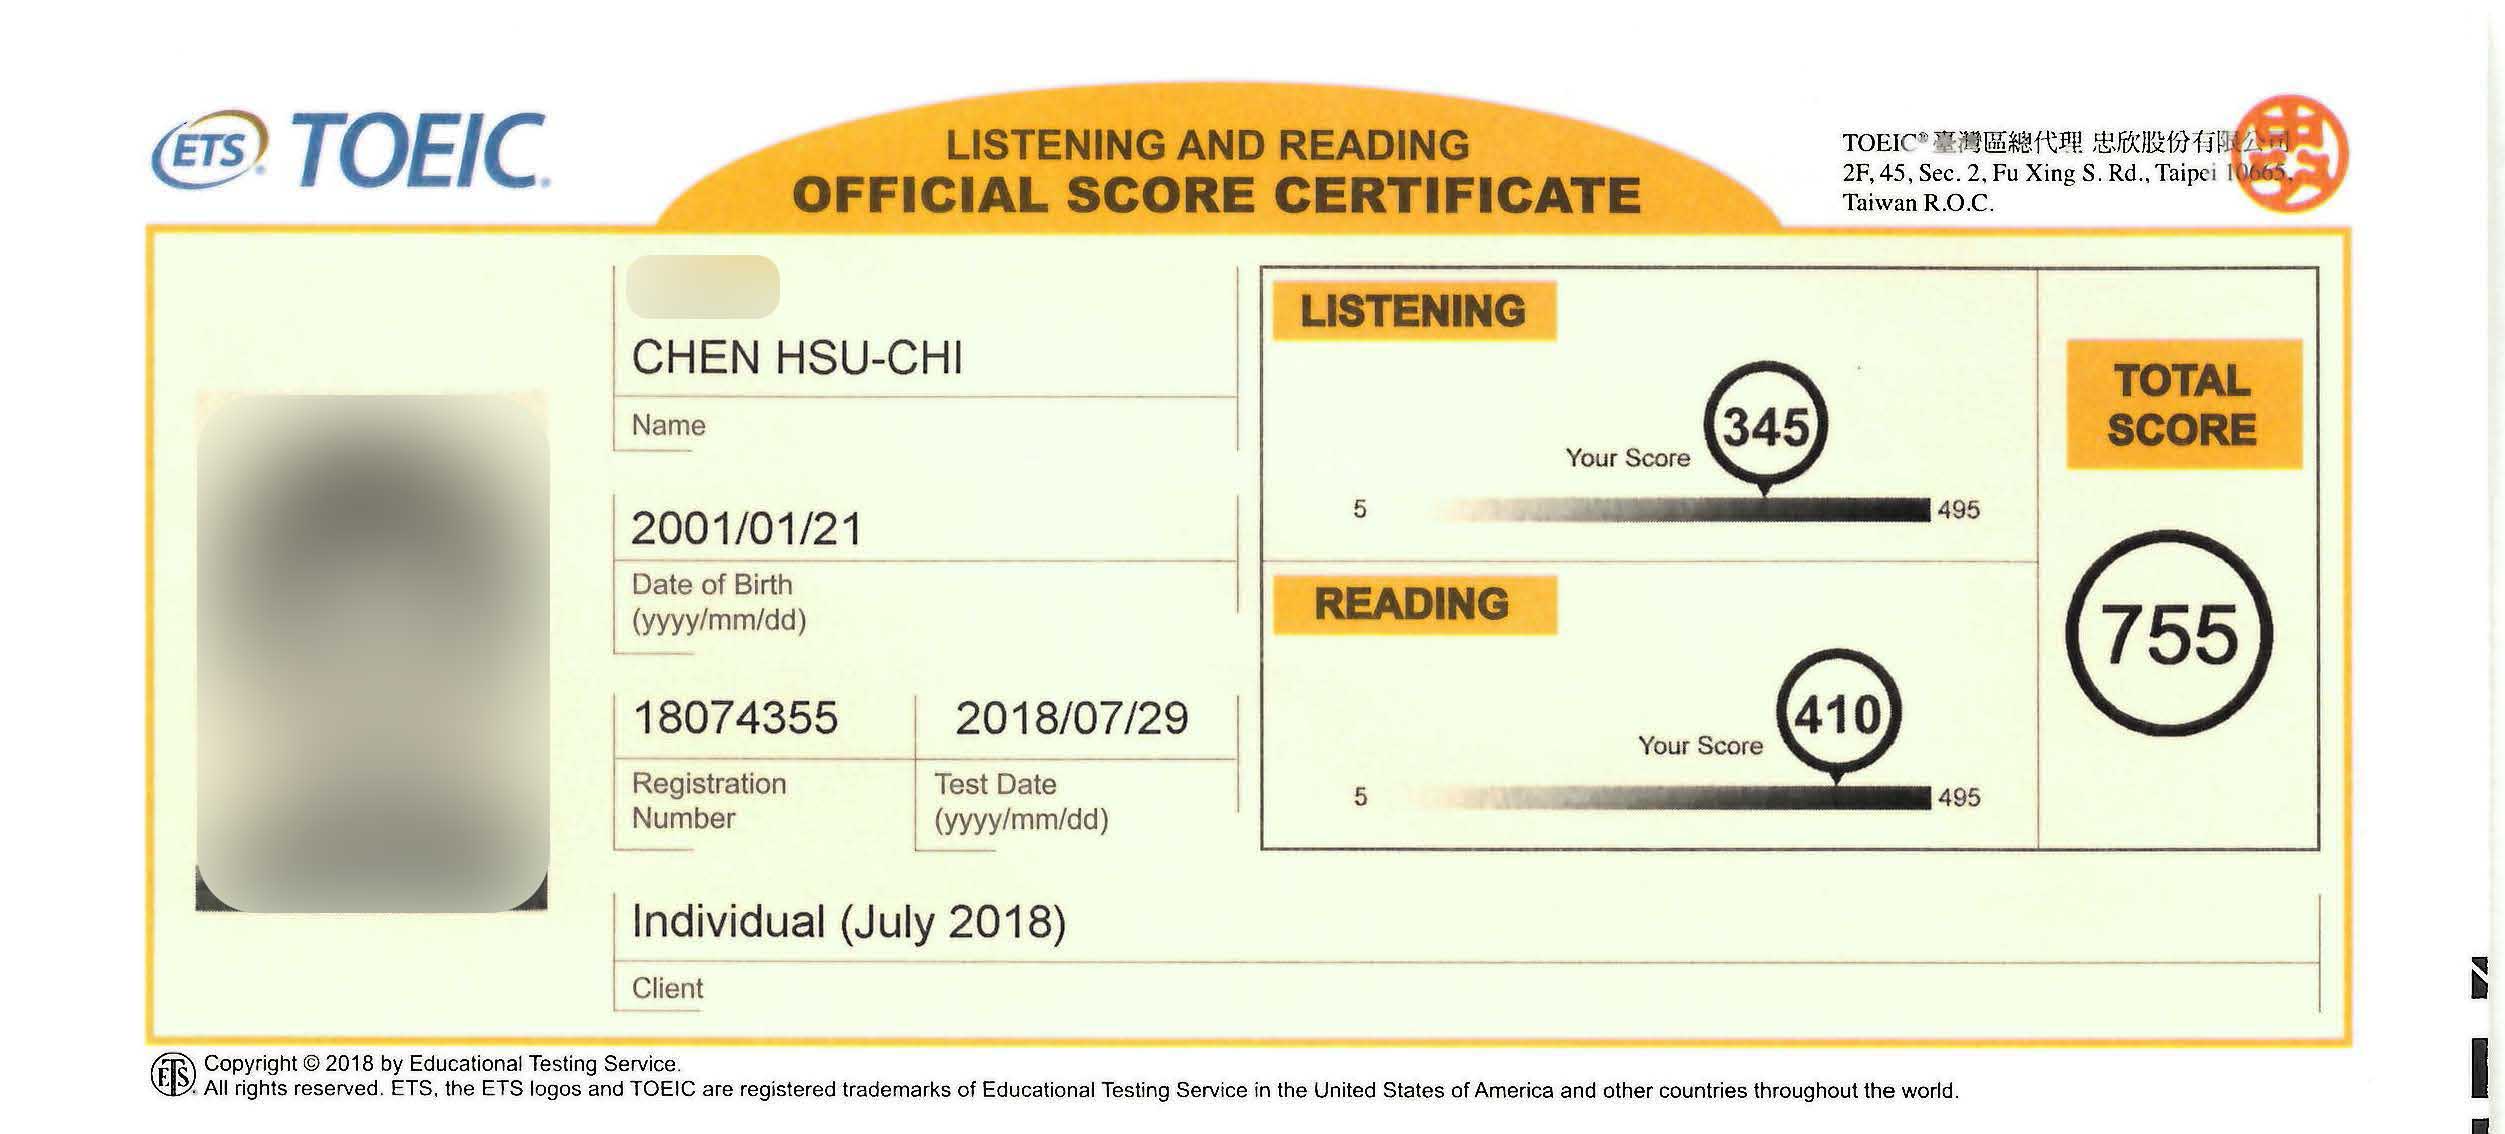 ETS TOEIC.
LISTENING AND READING
OFFICIAL SCORE CERTIFICATE
TOEIC® 臺灣區總代理 忠欣股份有限公司
2F, 45, Sec. 2, Fu Xing S. Rd., Taipei 10665,
Taiwan R.O.C.
CHEN HSU-CHI
Name
2001/01/21
Date of Birth
(yyyy/mm/dd)
18074355
Registration
Number
2018/07/29
Test Date
(yyyy/mm/dd)
Individual (July 2018)
Client
LISTENING
Your Score
345
5
495
READING
Your Score
410
5
495
TOTAL
SCORE
755
ETS Copyright © 2018 by Educational Testing Service.
All rights reserved. ETS, the ETS logos and TOEIC are registered trademarks of Educational Testing Service in the United States of America and other countries throughout the world.